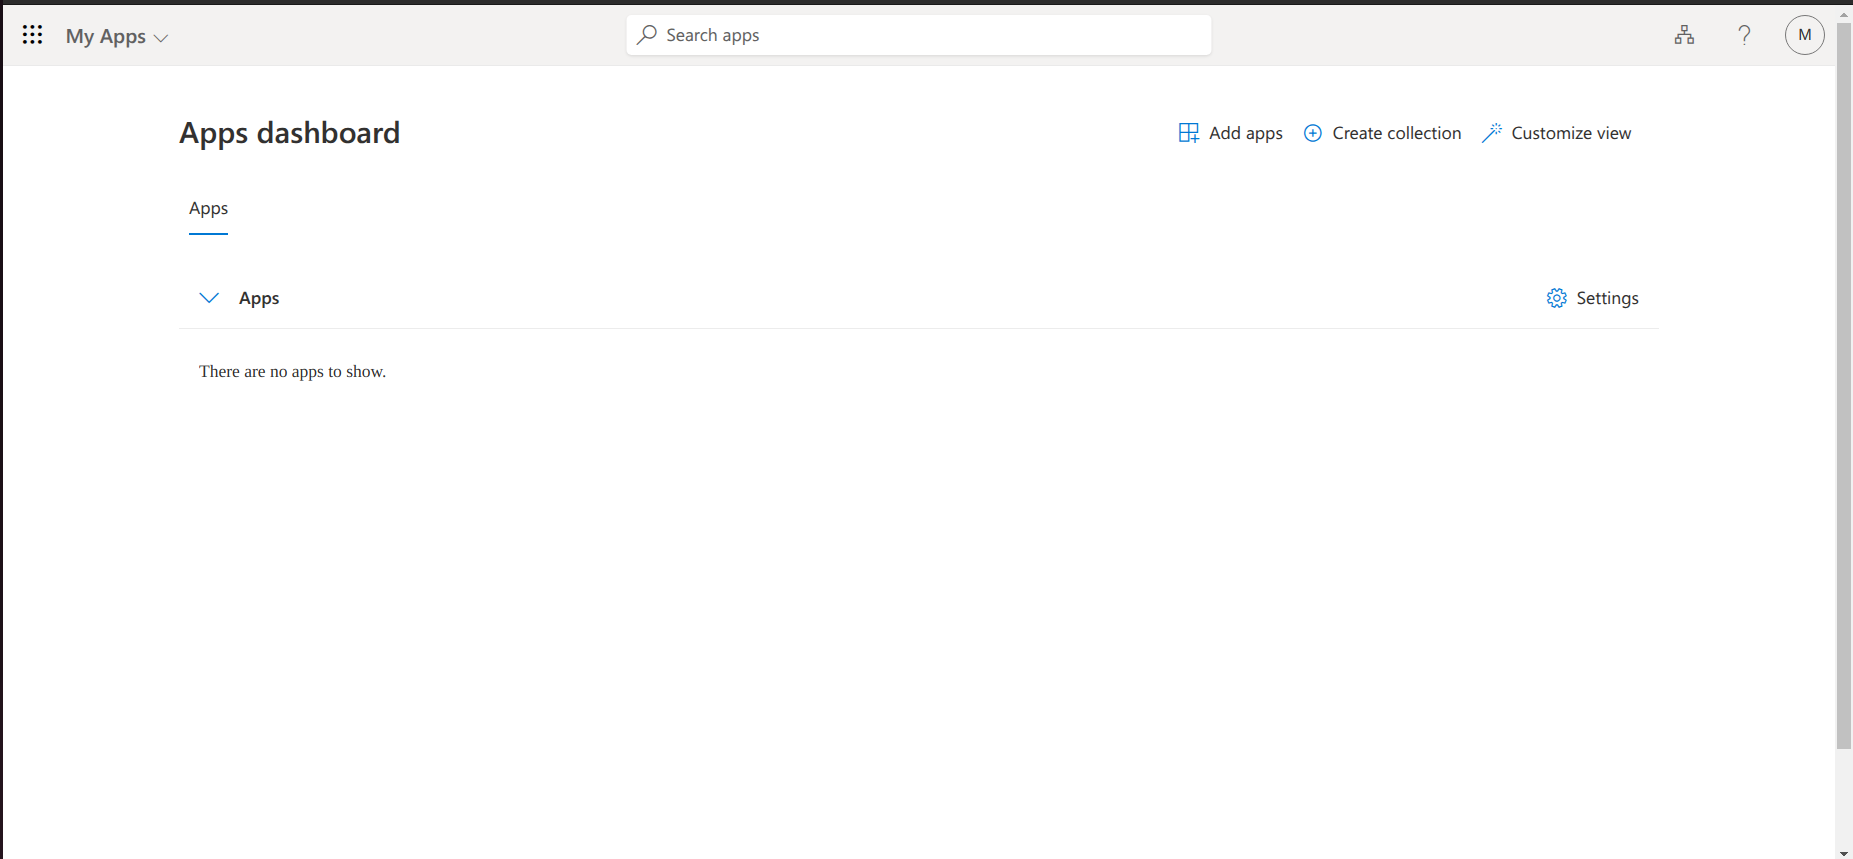 My Apps
Search apps
?
M
Apps dashboard
Add apps
Create collection
Customize view
Apps
Apps
Settings
There are no apps to show.